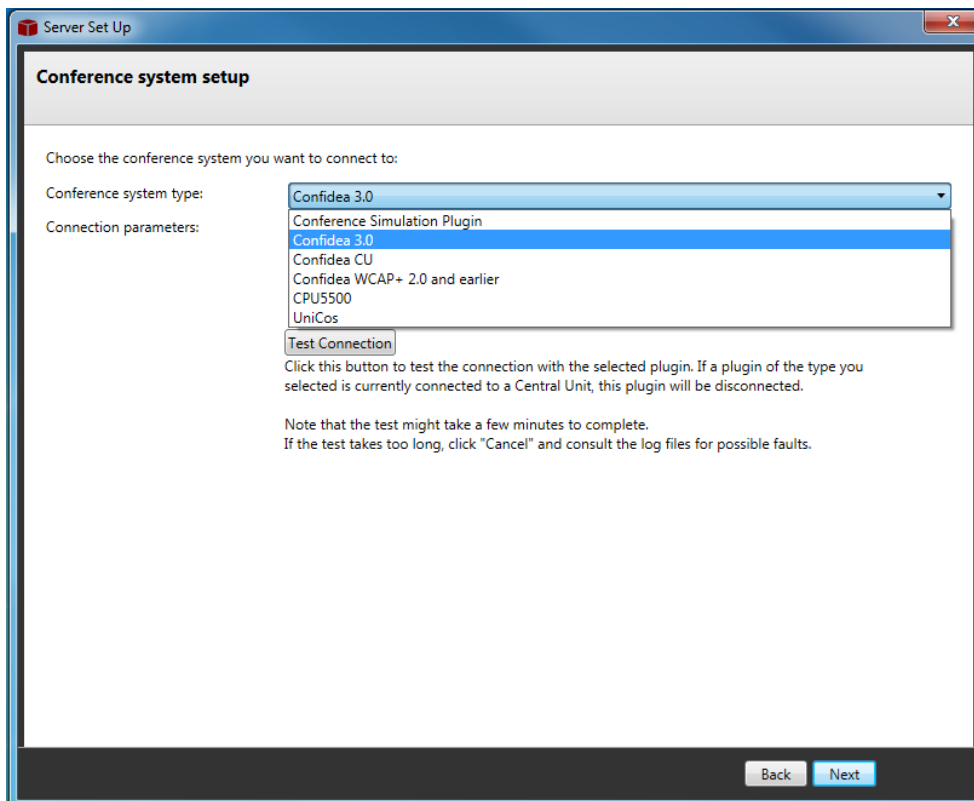 Server Set Up
Conference system setup
Choose the conference system you want to connect to:
Conference system type:
Confidea 3.0
Connection parameters:
Conference Simulation Plugin
Confidea 3.0
Confidea CU
Confidea WCAP+ 2.0 and earlier
CPU5500
UniCos
Test Connection
Click this button to test the connection with the selected plugin. If a plugin of the type you
selected is currently connected to a Central Unit, this plugin will be disconnected.
Note that the test might take a few minutes to complete.
If the test takes too long, click "Cancel" and consult the log files for possible faults.
Back
Next